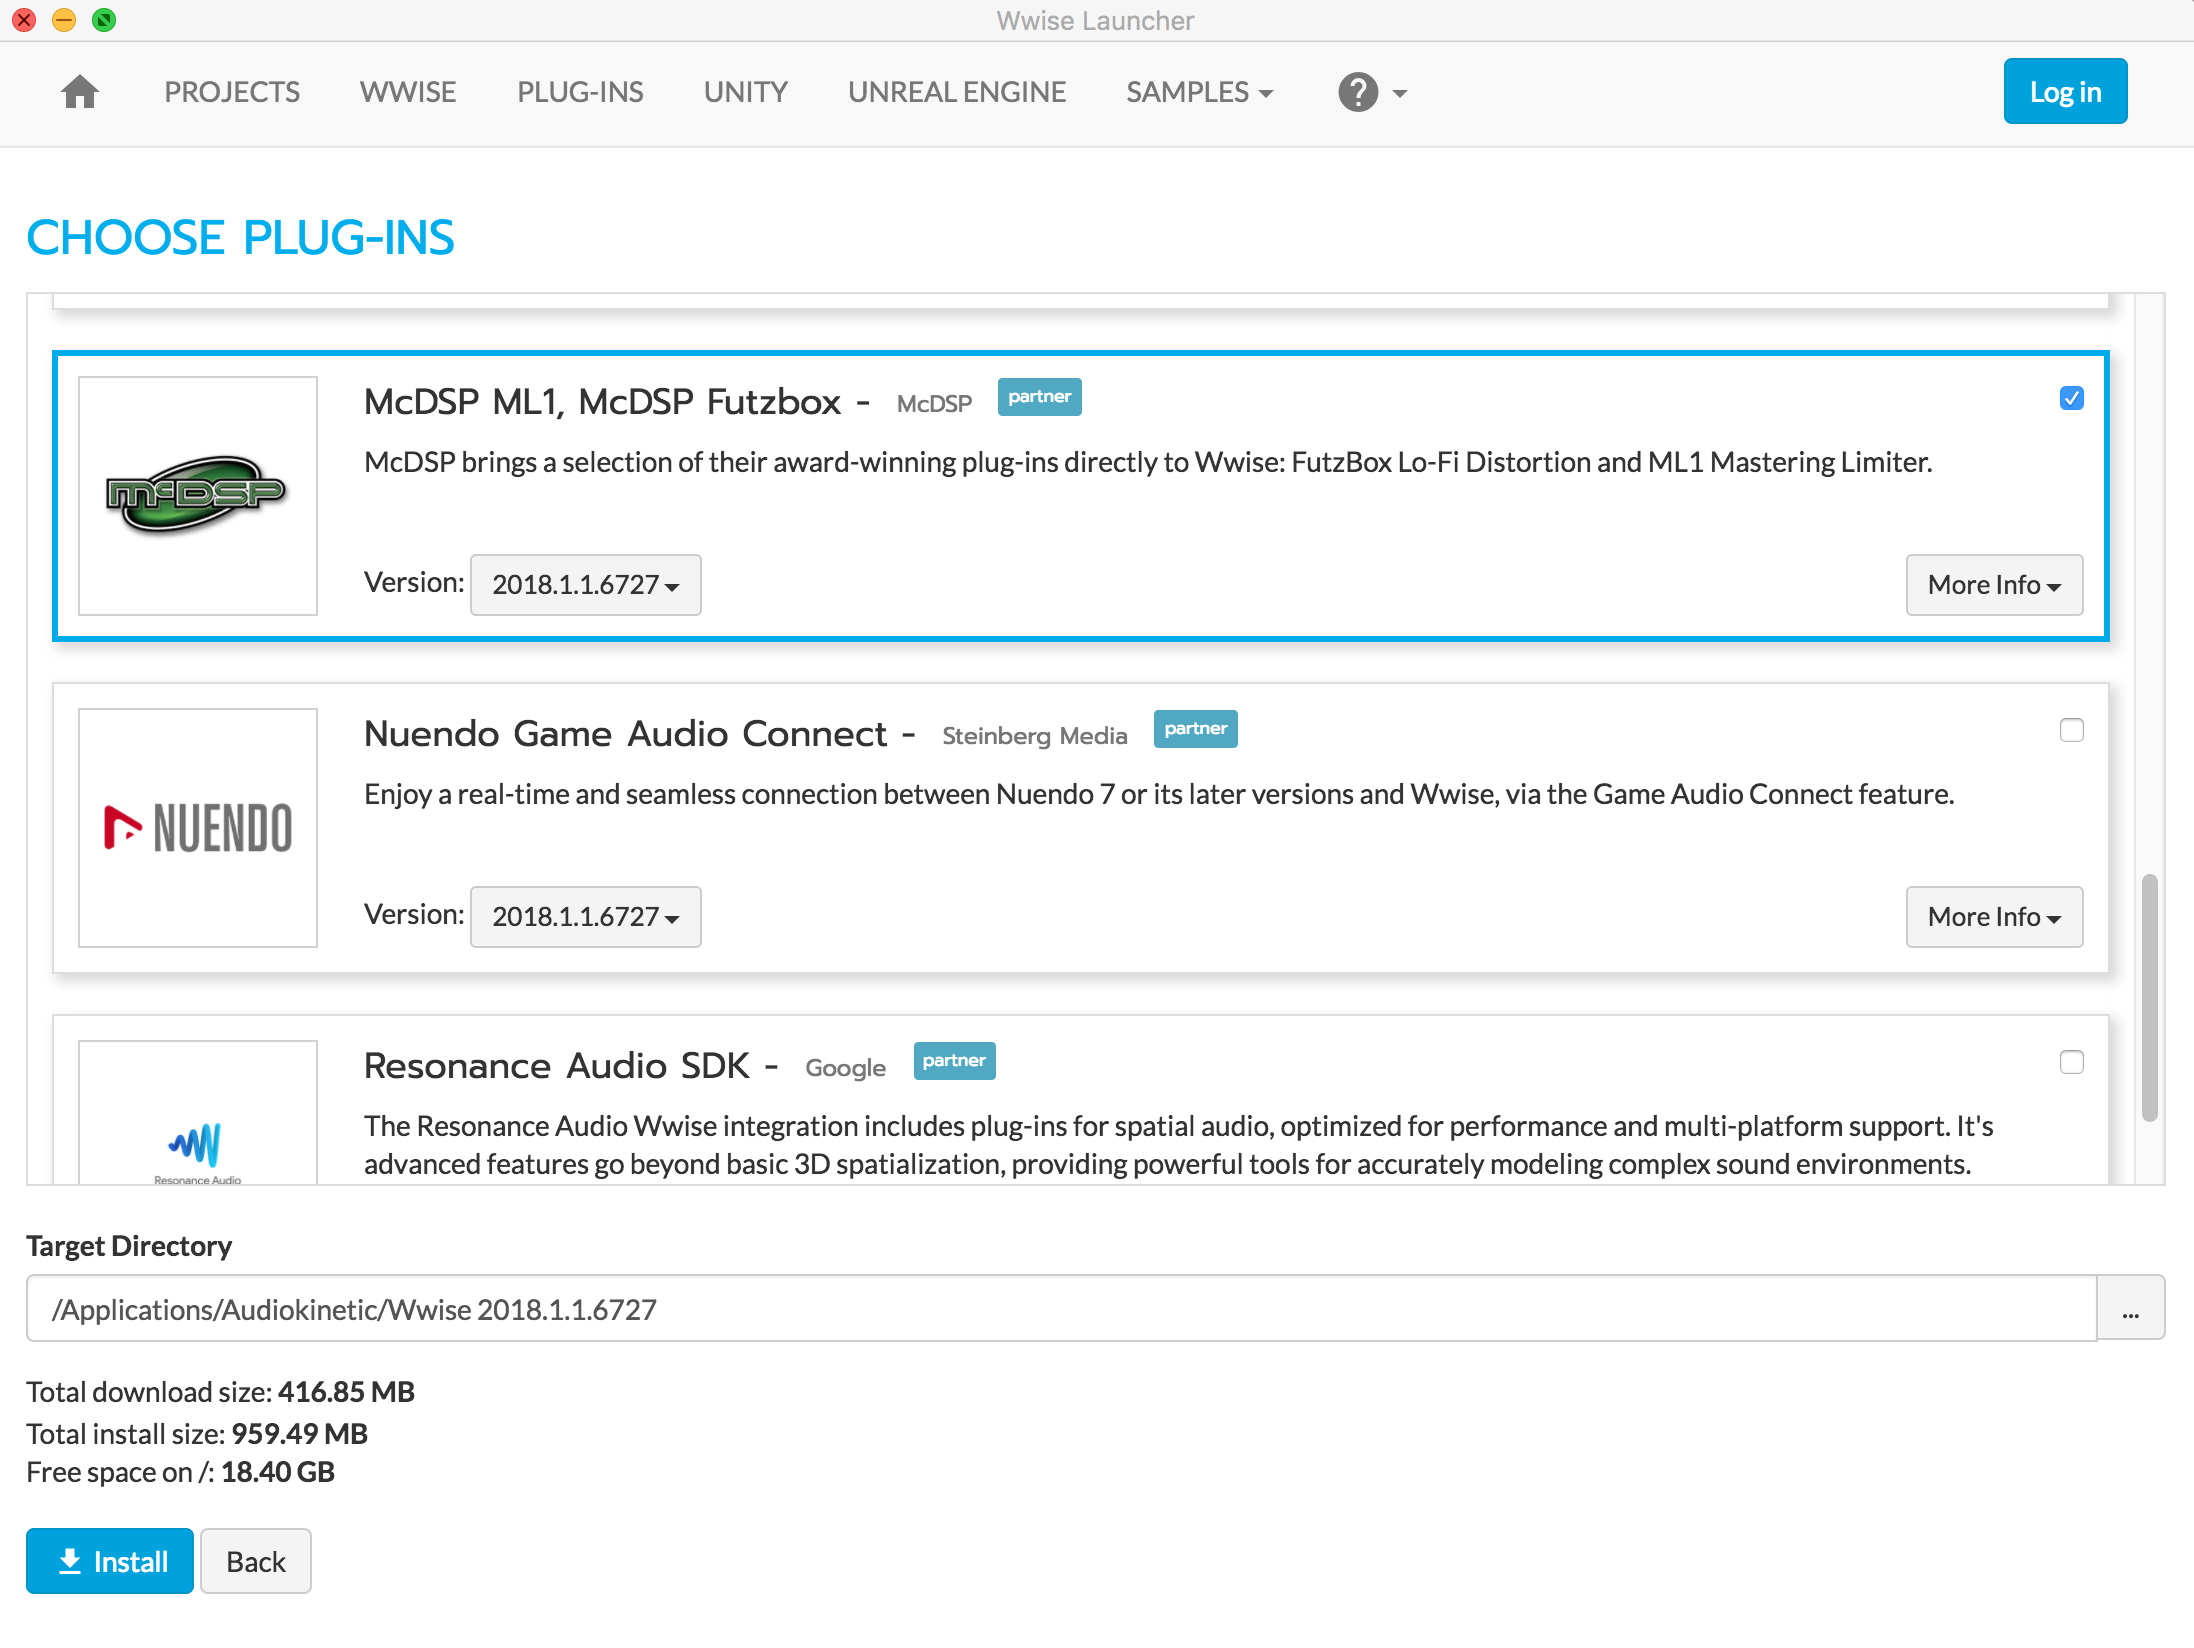 Wwise Launcher
PROJECTS WWISE PLUG-INS UNITY UNREAL ENGINE SAMPLES ? Log in
CHOOSE PLUG-INS
McDSP ML1, McDSP Futzbox - McDSP partner
McDSP brings a selection of their award-winning plug-ins directly to Wwise: FutzBox Lo-Fi Distortion and ML1 Mastering Limiter.
McDSP
Version: 2018.1.1.6727 More Info
Nuendo Game Audio Connect - Steinberg Media partner
Enjoy a real-time and seamless connection between Nuendo 7 or its later versions and Wwise, via the Game Audio Connect feature.
NUENDO
Version: 2018.1.1.6727 More Info
Resonance Audio SDK - Google partner
The Resonance Audio Wwise integration includes plug-ins for spatial audio, optimized for performance and multi-platform support. It's
advanced features go beyond basic 3D spatialization, providing powerful tools for accurately modeling complex sound environments.
Resonance Audio
Target Directory
/Applications/Audiokinetic/Wwise 2018.1.1.6727 ...
Total download size: 416.85 MB
Total install size: 959.49 MB
Free space on /: 18.40 GB
Install Back